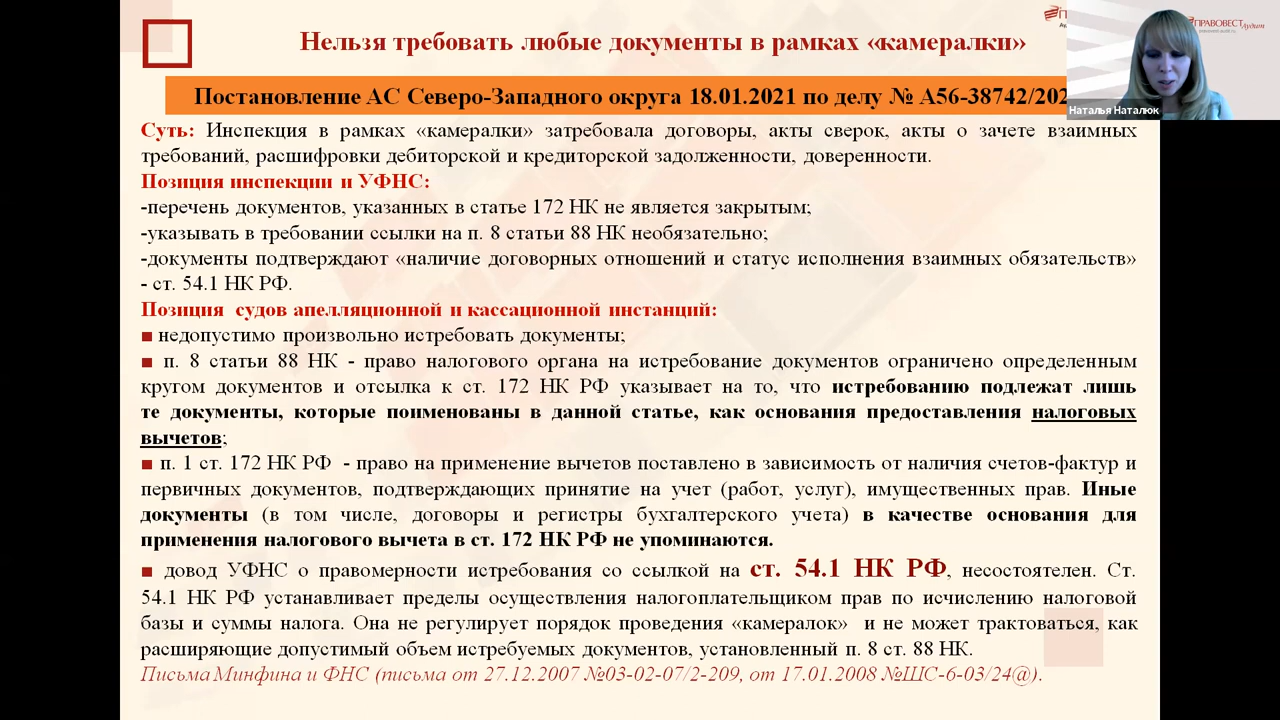 Нельзя требовать любые документы в рамках «камералки»
ПРАВОВЕСТ Аудит
Наталья Наталюк
Постановление АС Северо-Западного округа 18.01.2021 по делу № А56-38742/202
Суть: Инспекция в рамках «камералки» затребовала договоры, акты сверок, акты о зачете взаимных
требований, расшифровки дебиторской и кредиторской задолженности, доверенности.
Позиция инспекции и УФНС:
-перечень документов, указанных в статье 172 НК не является закрытым;
-указывать в требовании ссылки на п. 8 статьи 88 НК необязательно;
-документы подтверждают «наличие договорных отношений и статус исполнения взаимных обязательств»
- ст. 54.1 НК РФ.
Позиция судов апелляционной и кассационной инстанций:
■ недопустимо произвольно истребовать документы;
■ п. 8 статьи 88 НК - право налогового органа на истребование документов ограничено определенным
кругом документов и отсылка к ст. 172 НК РФ указывает на то, что истребованию подлежат лишь
те документы, которые поименованы в данной статье, как основания предоставления налоговых
вычетов;
■ п. 1 ст. 172 НК РФ - право на применение вычетов поставлено в зависимость от наличия счетов-фактур и
первичных документов, подтверждающих принятие на учет (работ, услуг), имущественных прав. Иные
документы (в том числе, договоры и регистры бухгалтерского учета) в качестве основания для
применения налогового вычета в ст. 172 НК РФ не упоминаются.
■ довод УФНС о правомерности истребования со ссылкой на ст. 54.1 НК РФ, несостоятелен. Ст.
54.1 НК РФ устанавливает пределы осуществления налогоплательщиком прав по исчислению налоговой
базы и суммы налога. Она не регулирует порядок проведения «камералок» и не может трактоваться, как
расширяющие допустимый объем истребуемых документов, установленный п. 8 ст. 88 НК.
Письма Минфина и ФНС (письма от 27.12.2007 №03-02-07/2-209, от 17.01.2008 №ШС-6-03/24@).